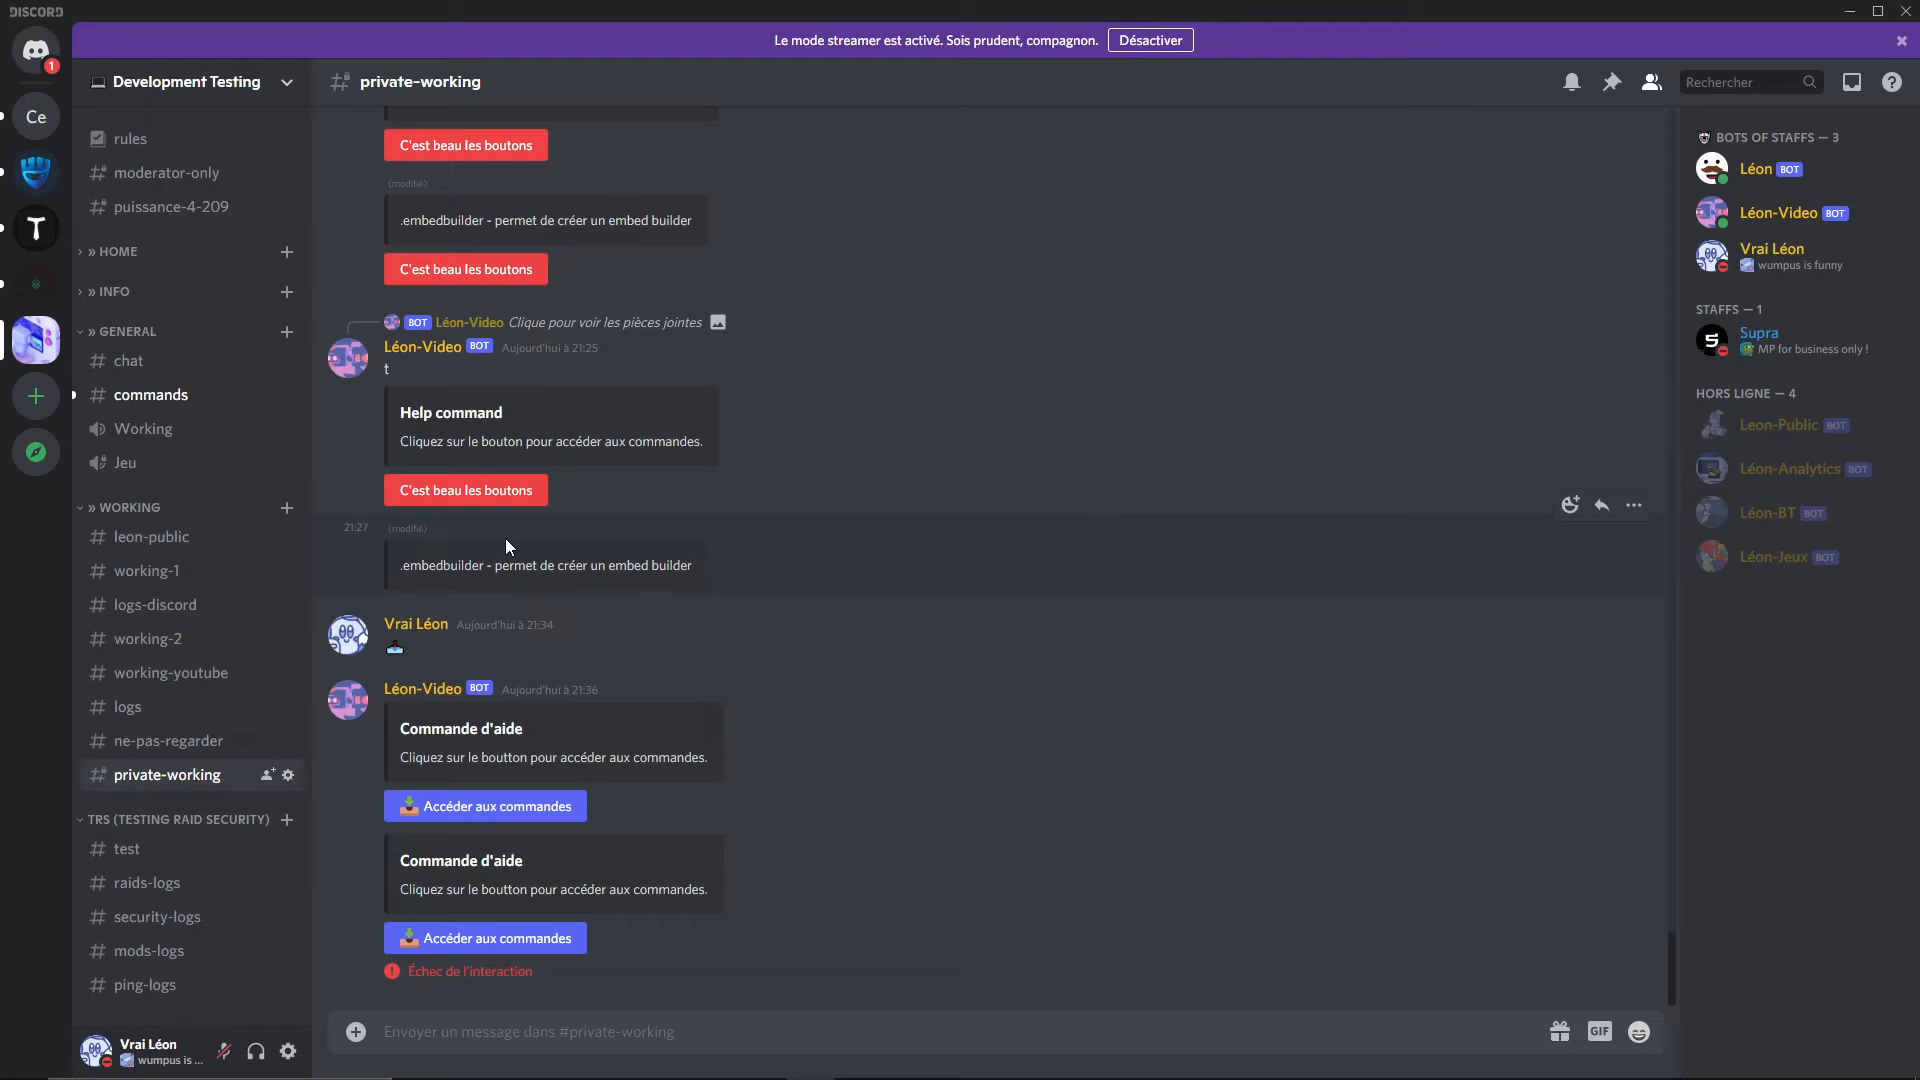 DISCORD
Le mode streamer est activé. Sois prudent, compagnon. Désactiver
1
Ce
Development Testing
rules
moderator-only
puissance-4-209
» HOME
» INFO
» GENERAL
chat
commands
Working
Jeu
» WORKING
leon-public
working-1
logs-discord
working-2
working-youtube
logs
ne-pas-regarder
private-working
TRS (TESTING RAID SECURITY)
test
raids-logs
security-logs
mods-logs
ping-logs
Vrai Léon
wumpus is ...
private-working
Rechercher
C'est beau les boutons
(modifié)
.embedbuilder - permet de créer un embed builder
C'est beau les boutons
BOT Léon-Video Clique pour voir les pièces jointes
Léon-Video BOT Aujourd'hui à 21:25
t
Help command
Cliquez sur le bouton pour accéder aux commandes.
C'est beau les boutons
21:27 (modifié)
.embedbuilder - permet de créer un embed builder
Vrai Léon Aujourd'hui à 21:34
Léon-Video BOT Aujourd'hui à 21:36
Commande d'aide
Cliquez sur le boutton pour accéder aux commandes.
Accéder aux commandes
Commande d'aide
Cliquez sur le boutton pour accéder aux commandes.
Accéder aux commandes
Échec de l'interaction
Envoyer un message dans #private-working
GIF
BOTS OF STAFFS — 3
Léon BOT
Léon-Video BOT
Vrai Léon
wumpus is funny
STAFFS — 1
Supra
MP for business only !
HORS LIGNE — 4
Leon-Public BOT
Léon-Analytics BOT
Léon-BT BOT
Léon-Jeux BOT